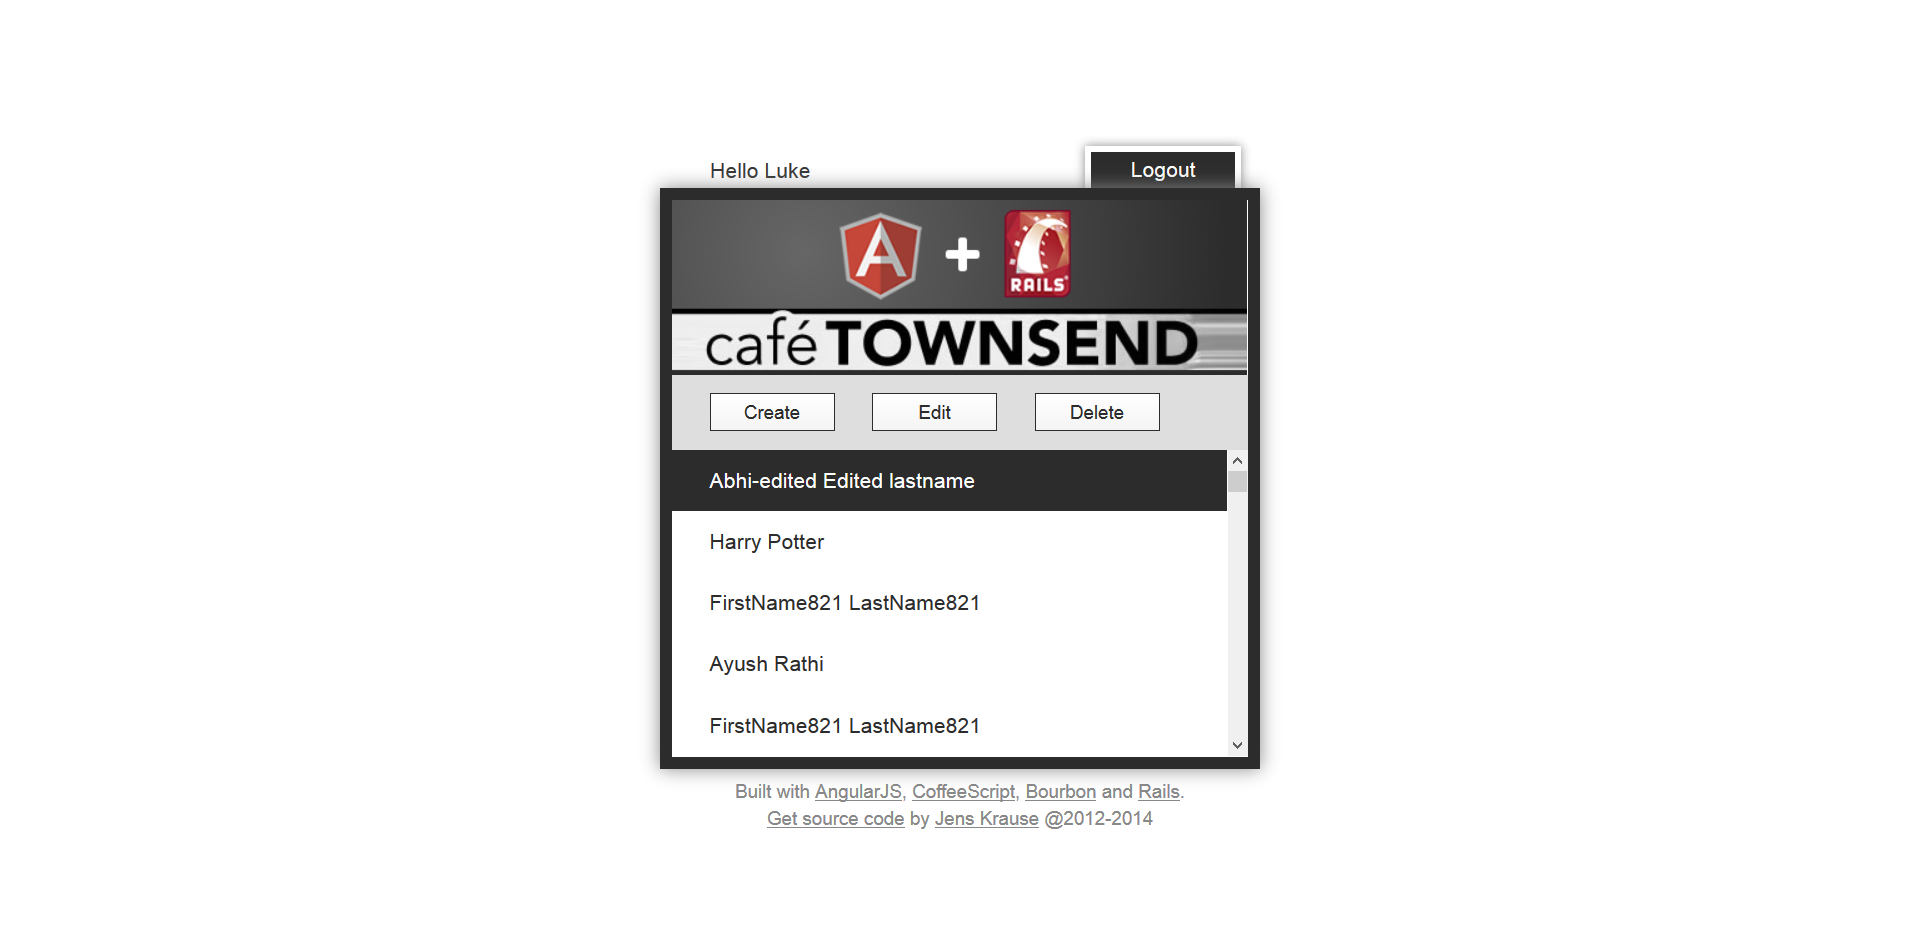 Hello Luke
Logout
RAILS
café TOWNSEND
Create
Edit
Delete
Abhi-edited Edited lastname
Harry Potter
FirstName821 LastName821
Ayush Rathi
FirstName821 LastName821
Built with AngularJS, CoffeeScript, Bourbon and Rails.
Get source code by Jens Krause @2012-2014